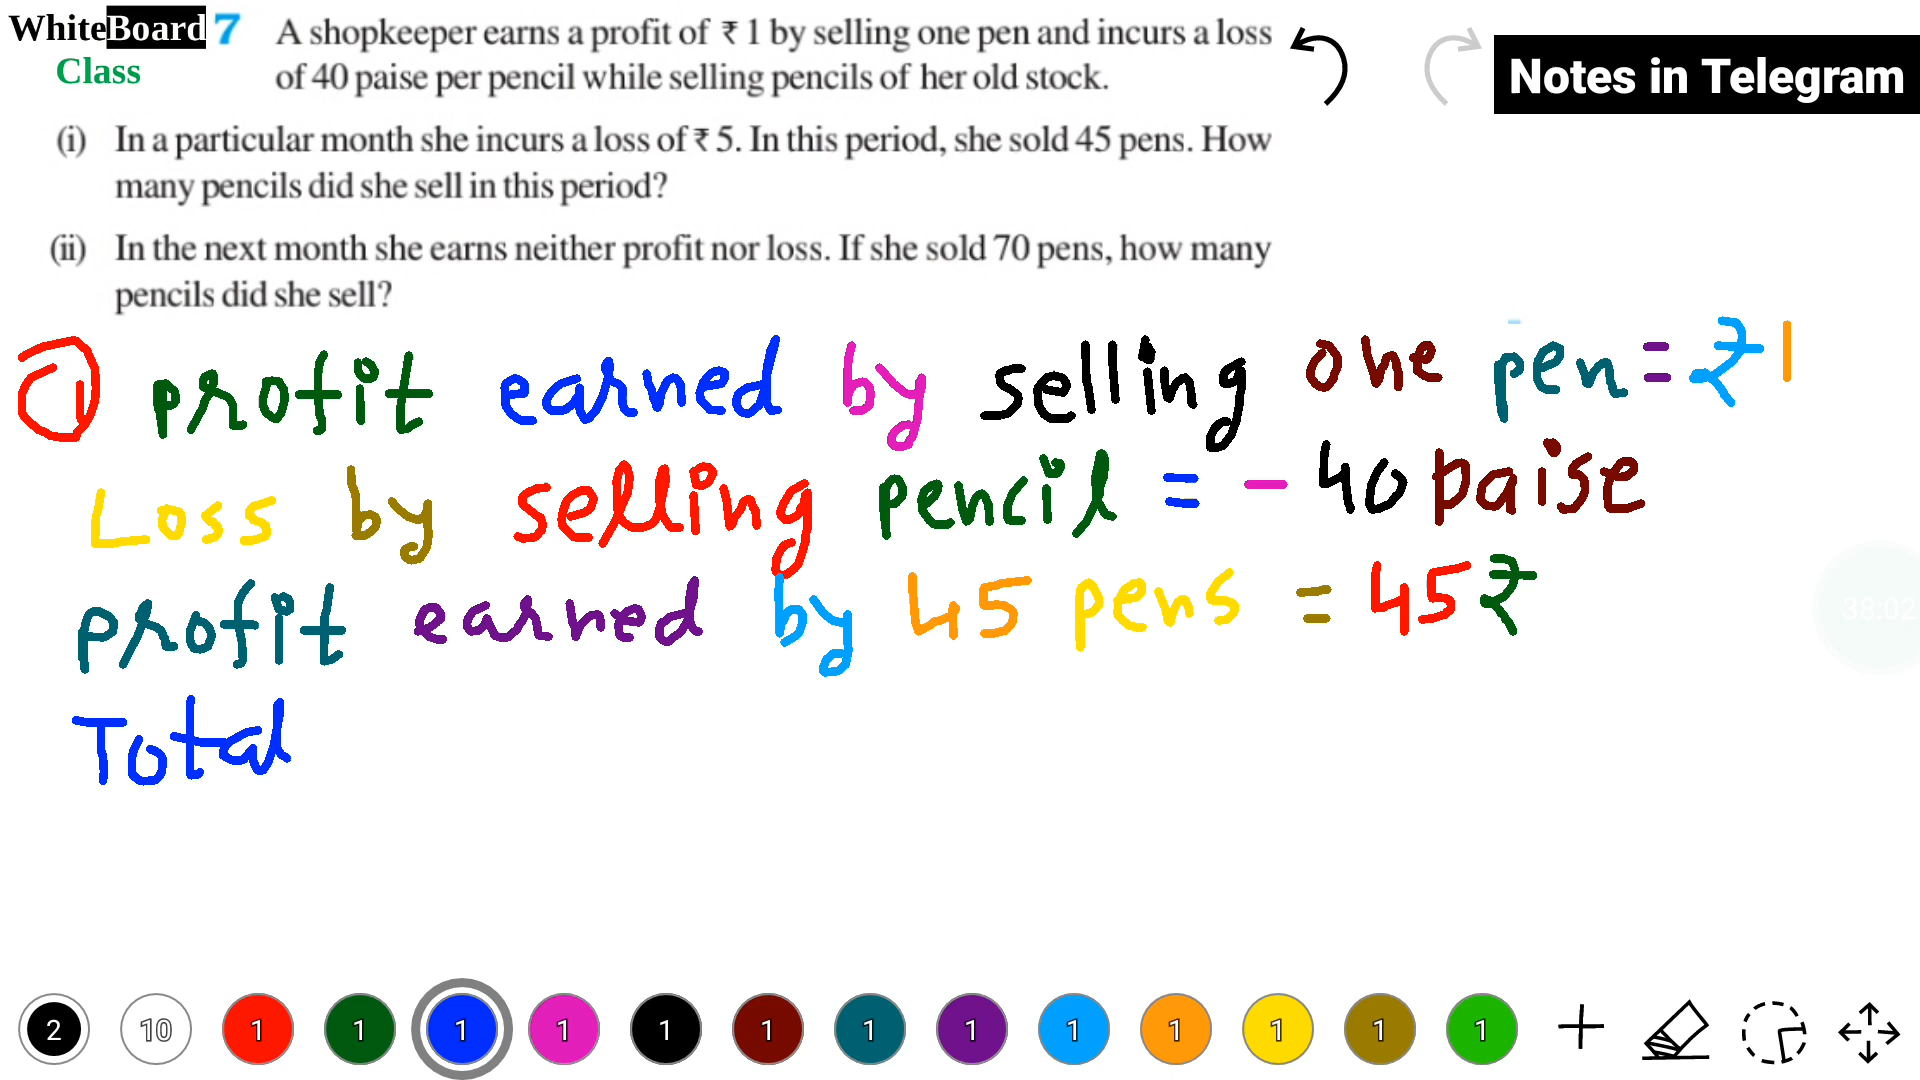 WhiteBoard 7 A shopkeeper earns a profit of ₹ 1 by selling one pen and incurs a loss
Class of 40 paise per pencil while selling pencils of her old stock.
Notes in Telegram
(i) In a particular month she incurs a loss of ₹ 5. In this period, she sold 45 pens. How
many pencils did she sell in this period?
(ii) In the next month she earns neither profit nor loss. If she sold 70 pens, how many
pencils did she sell?
profit earned by selling one pen = ₹1
Loss by selling pencil = - 40 paise
profit earned by 45 pens = 45 ₹
Total
38:02
2 10 1 1 1 1 1 1 1 1 1 1 1 1 1